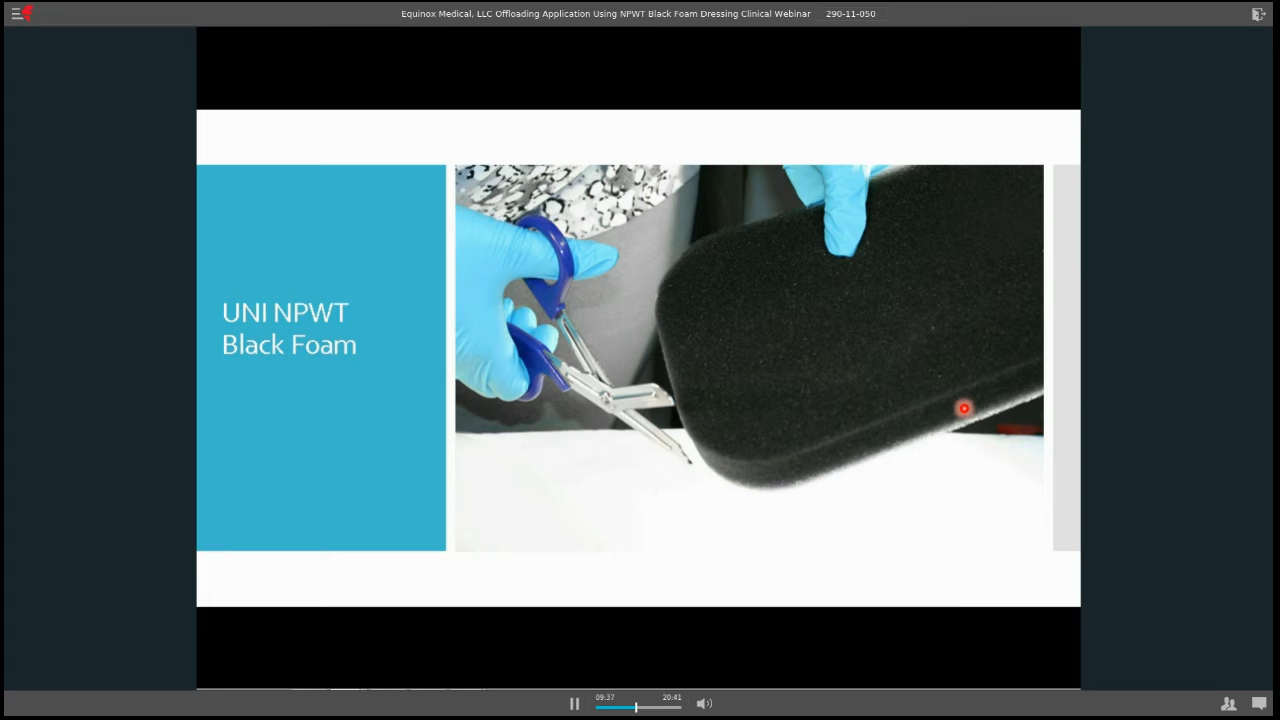 Equinox Medical, LLC Offloading Application Using NPWT Black Foam Dressing Clinical Webinar 290-11-050
UNI NPWT
Black Foam
09:37 20:41